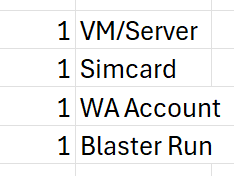 1 VM/Server
1 Simcard
1 WA Account
1 Blaster Run